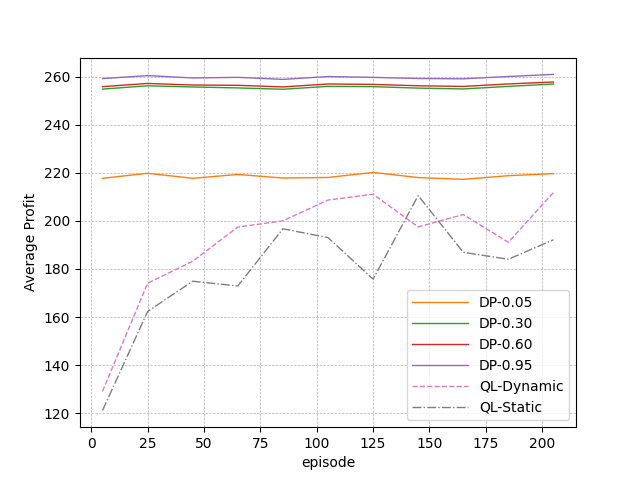 Average Profit
260
240
220
200
180
160
140
120
0 25 50 75 100 125 150 175 200
episode
DP-0.05
DP-0.30
DP-0.60
DP-0.95
QL-Dynamic
QL-Static